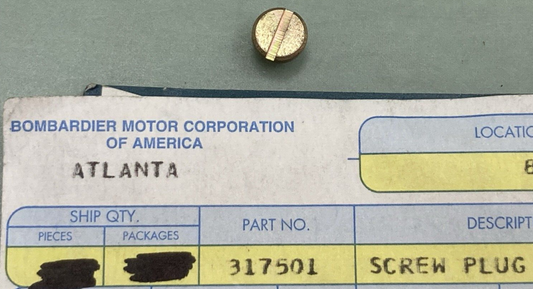 BOMBARDIER MOTOR CORPORATION
OF AMERICA
LOCATIO
ATLANTA
SHIP QTY.
PIECES PACKAGES
PART NO.
DESCRIPT
317501
SCREW PLUG